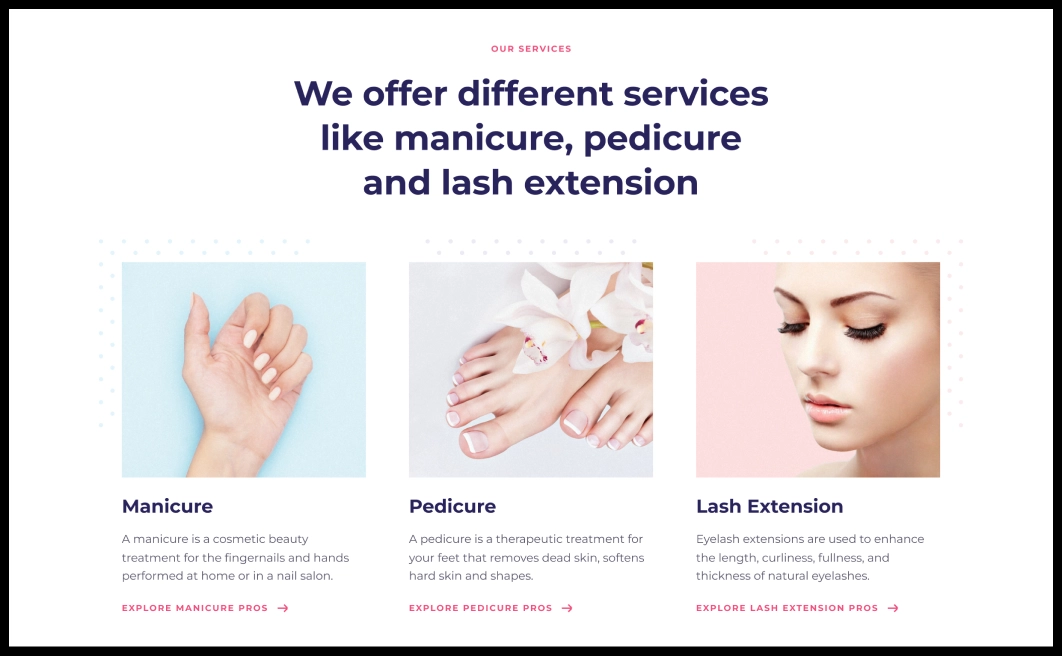 OUR SERVICES
We offer different services
like manicure, pedicure
and lash extension
Manicure
A manicure is a cosmetic beauty
treatment for the fingernails and hands
performed at home or in a nail salon.
EXPLORE MANICURE PROS
Pedicure
A pedicure is a therapeutic treatment for
your feet that removes dead skin, softens
hard skin and shapes.
EXPLORE PEDICURE PROS
Lash Extension
Eyelash extensions are used to enhance
the length, curliness, fullness, and
thickness of natural eyelashes.
EXPLORE LASH EXTENSION PROS